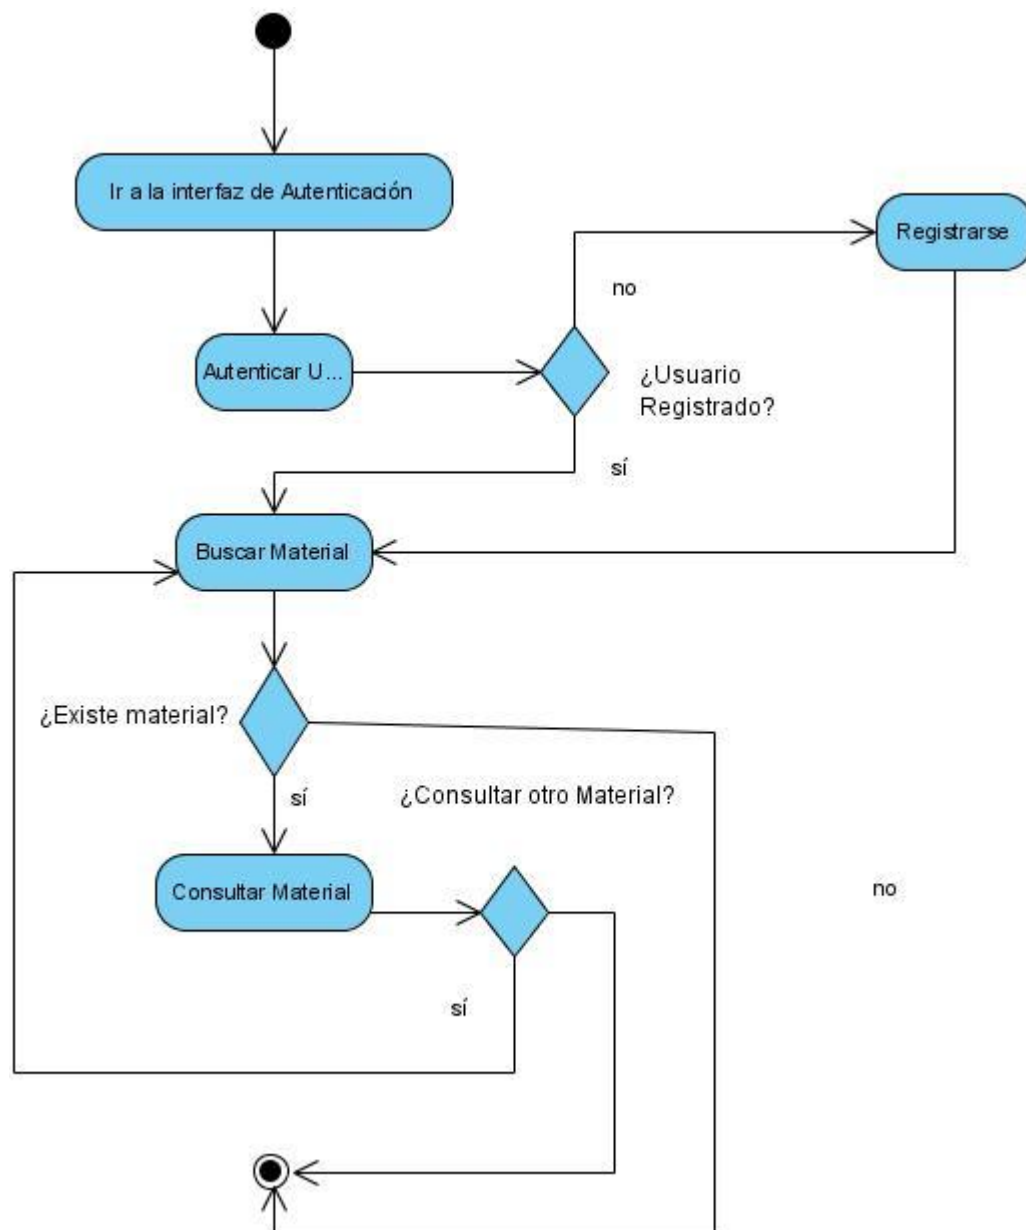 Ir a la interfaz de Autenticación
Registrarse
no
Autenticar U...
¿Usuario
Registrado?
sí
Buscar Material
¿Existe material?
sí
¿Consultar otro Material?
Consultar Material
no
sí